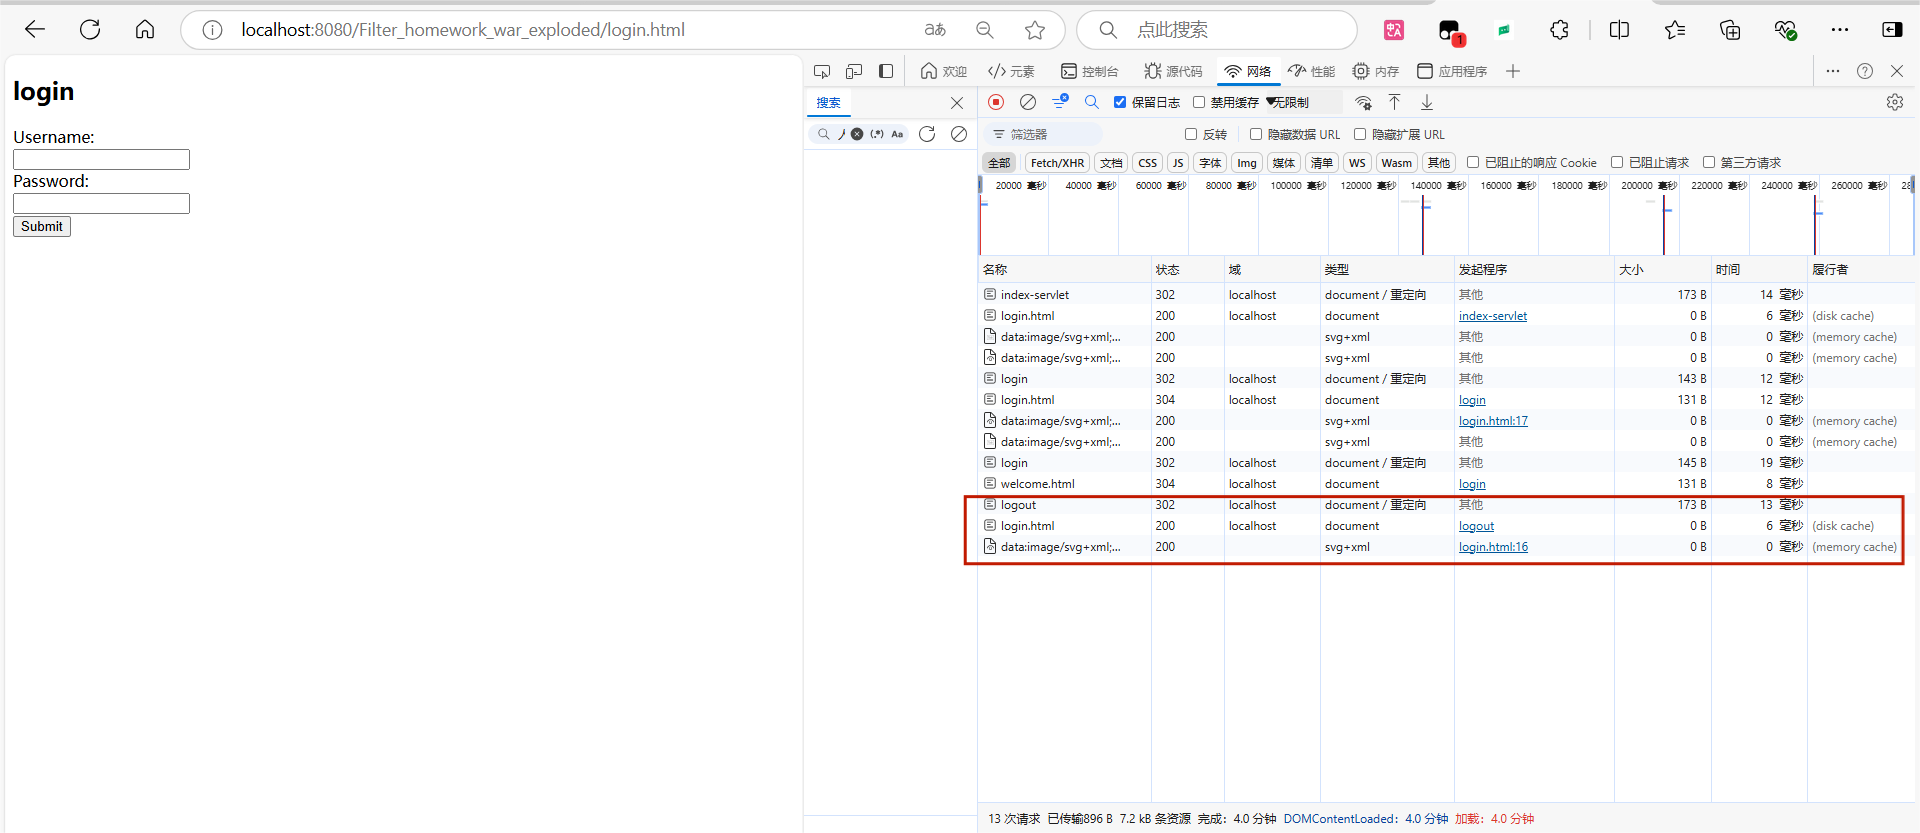 localhost:8080/Filter_homework_war_exploded/login.html
点此搜索
1
login
Username:
Password:
Submit
欢迎 元素 控制台 源代码 网络 性能 内存 应用程序
搜索
保留日志 禁用缓存 无限制
Aa
筛选器 反转 隐藏数据 URL 隐藏扩展 URL
全部 Fetch/XHR 文档 CSS JS 字体 Img 媒体 清单 WS Wasm 其他 已阻止的响应 Cookie 已阻止请求 第三方请求
20000 毫秒 40000 毫秒 60000 毫秒 80000 毫秒 100000 毫秒 120000 毫秒 140000 毫秒 160000 毫秒 180000 毫秒 200000 毫秒 220000 毫秒 240000 毫秒 260000 毫秒
名称 状态 域 类型 发起程序 大小 时间 履行者
index-servlet 302 localhost document / 重定向 其他 173 B 14 毫秒
login.html 200 localhost document index-servlet 0 B 6 毫秒 (disk cache)
data:image/svg+xml;... 200 svg+xml 其他 0 B 0 毫秒 (memory cache)
data:image/svg+xml;... 200 svg+xml 其他 0 B 0 毫秒 (memory cache)
login 302 localhost document / 重定向 其他 143 B 12 毫秒
login.html 304 localhost document login 131 B 12 毫秒
data:image/svg+xml;... 200 svg+xml login.html:17 0 B 0 毫秒 (memory cache)
data:image/svg+xml;... 200 svg+xml 其他 0 B 0 毫秒 (memory cache)
login 302 localhost document / 重定向 其他 145 B 19 毫秒
welcome.html 304 localhost document login 131 B 8 毫秒
logout 302 localhost document / 重定向 其他 173 B 13 毫秒
login.html 200 localhost document logout 0 B 6 毫秒 (disk cache)
data:image/svg+xml;... 200 svg+xml login.html:16 0 B 0 毫秒 (memory cache)
13 次请求 已传输896 B 7.2 kB 条资源 完成：4.0 分钟 DOMContentLoaded：4.0 分钟 加载：4.0 分钟